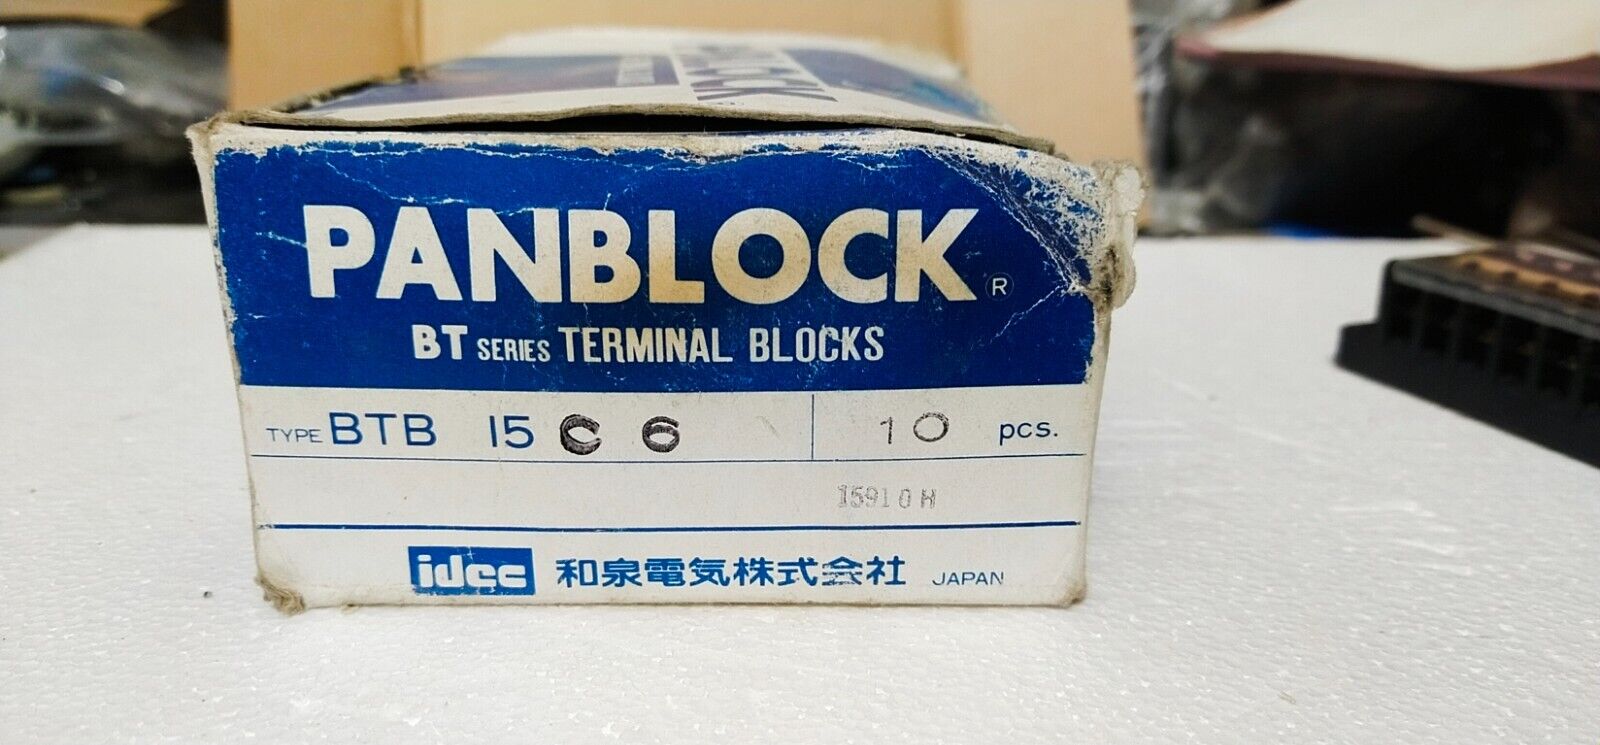 LOCK
PANBLOCK®
BT SERIES TERMINAL BLOCKS
TYPE BTB 15 C 6 10 pcs.
15910H
idec 和泉電気株式会社 JAPAN